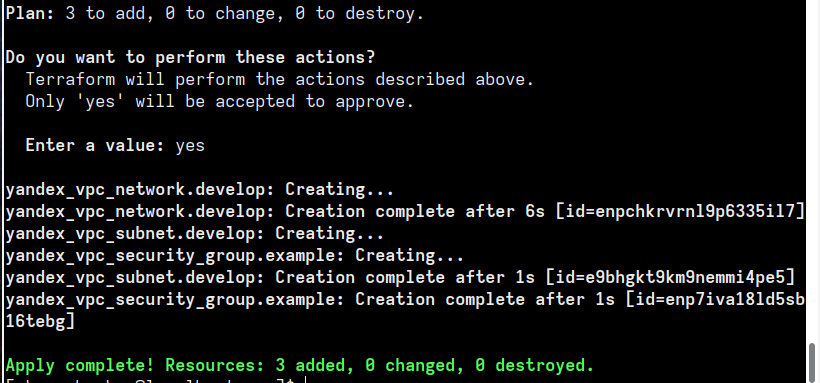 Plan: 3 to add, 0 to change, 0 to destroy.
Do you want to perform these actions?
Terraform will perform the actions described above.
Only 'yes' will be accepted to approve.
Enter a value: yes
yandex_vpc_network.develop: Creating...
yandex_vpc_network.develop: Creation complete after 6s [id=enpchkrvrnl9p6335il7]
yandex_vpc_subnet.develop: Creating...
yandex_vpc_security_group.example: Creating...
yandex_vpc_subnet.develop: Creation complete after 1s [id=e9bhgkt9km9nemmi4pe5]
yandex_vpc_security_group.example: Creation complete after 1s [id=enp7iva18ld5sb
16tebg]
Apply complete! Resources: 3 added, 0 changed, 0 destroyed.